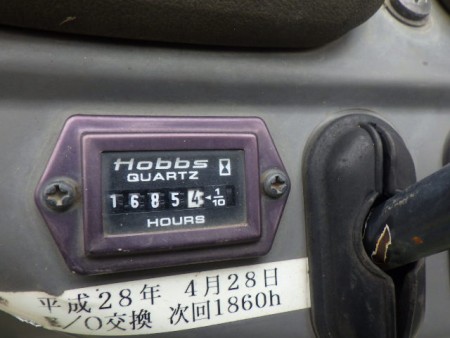 Hobbs
QUARTZ
16854 1/10
HOURS
平成28年 4月28日
/O交換 次回1860h